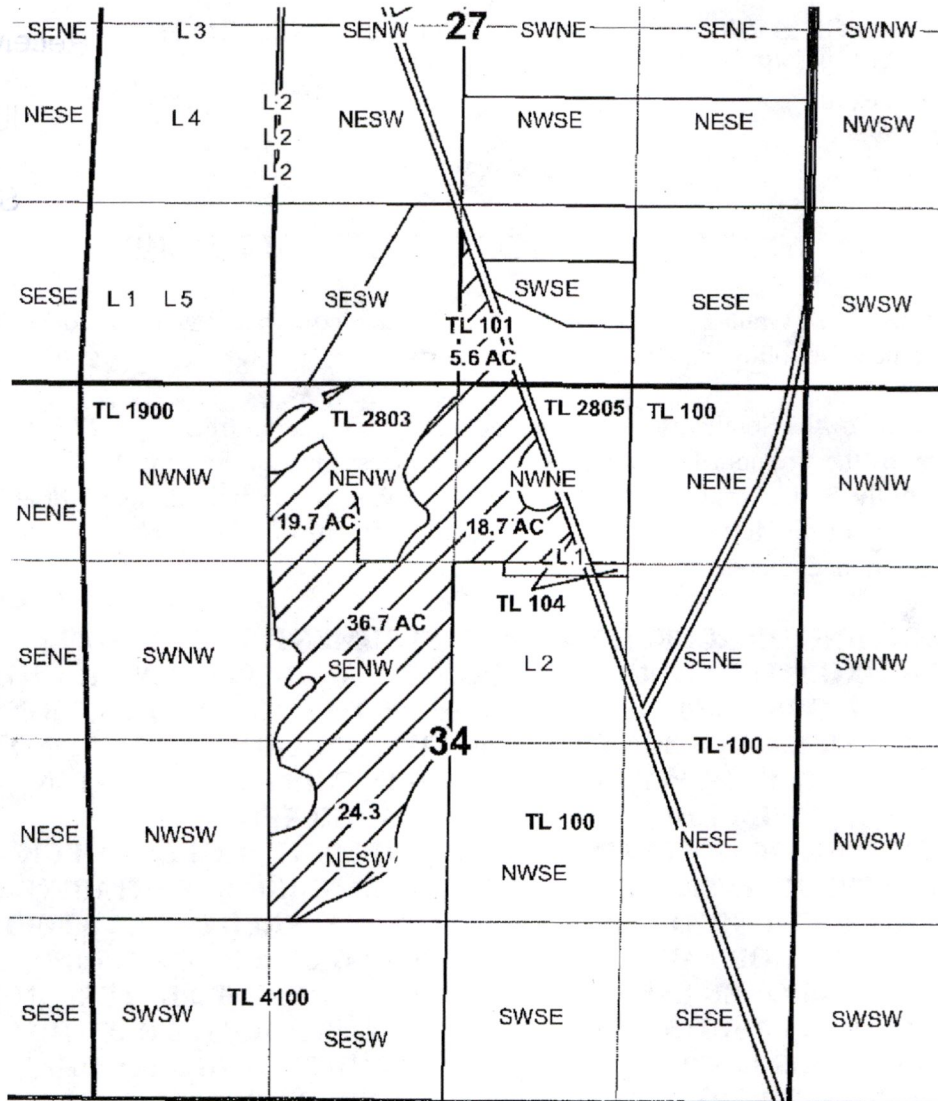 SENE L 3 SENW 27 SWNE SENE SWNW
L 2
NESE L 4 L 2 NESW NWSE NESE NWSW
L 2
SESE L 1 L 5 SESW SWSE SESE SWSW
TL 101
5.6 AC
TL 1900 TL 2803 TL 2805 TL 100
NENE NWNW NENW NWNE NENE NWNW
19.7 AC 18.7 AC
L 1
TL 104
36.7 AC
SENE SWNW SENW L 2 SENE SWNW
34 TL 100
24.3 TL 100
NESE NWSW NESW NWSE NESE NWSW
TL 4100
SESE SWSW SESW SWSE SESE SWSW